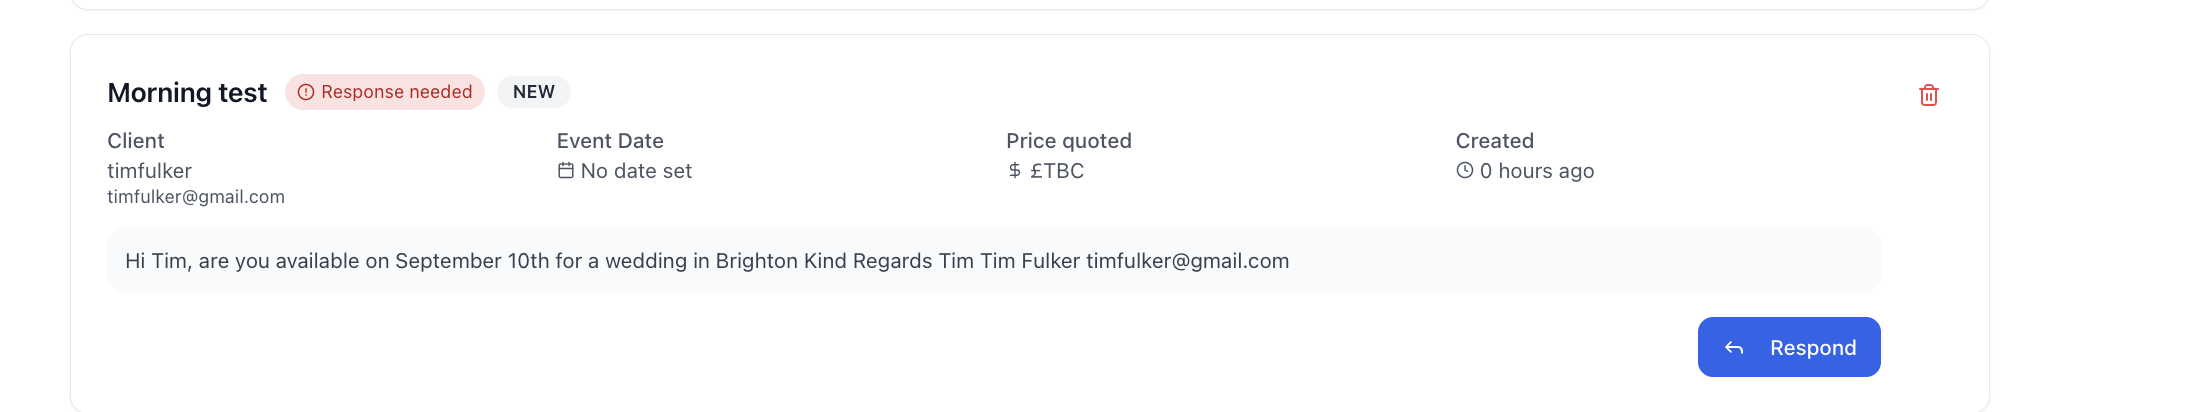 Morning test Response needed NEW
Client Event Date Price quoted Created
timfulker No date set $ £TBC 0 hours ago
timfulker@gmail.com
Hi Tim, are you available on September 10th for a wedding in Brighton Kind Regards Tim Tim Fulker timfulker@gmail.com
Respond